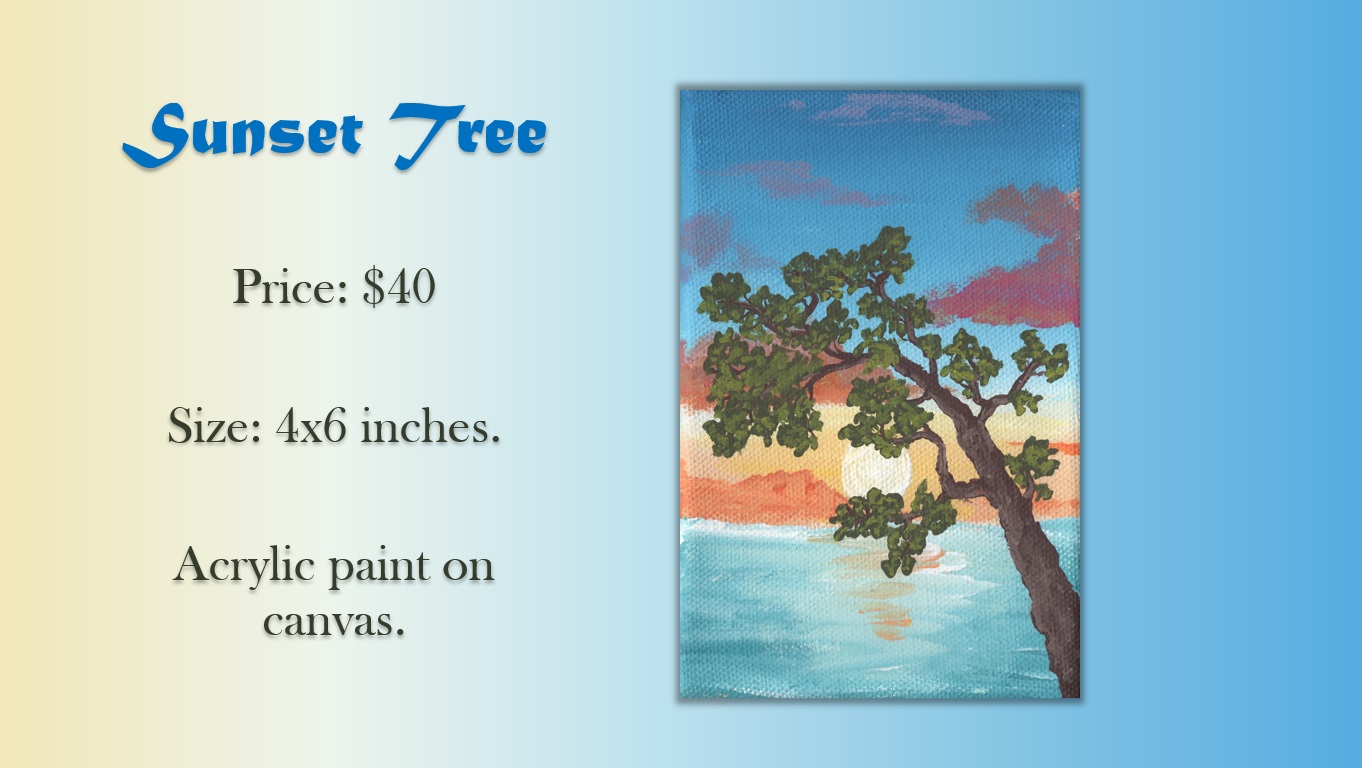 Sunset Tree
Price: $40
Size: 4x6 inches.
Acrylic paint on
canvas.